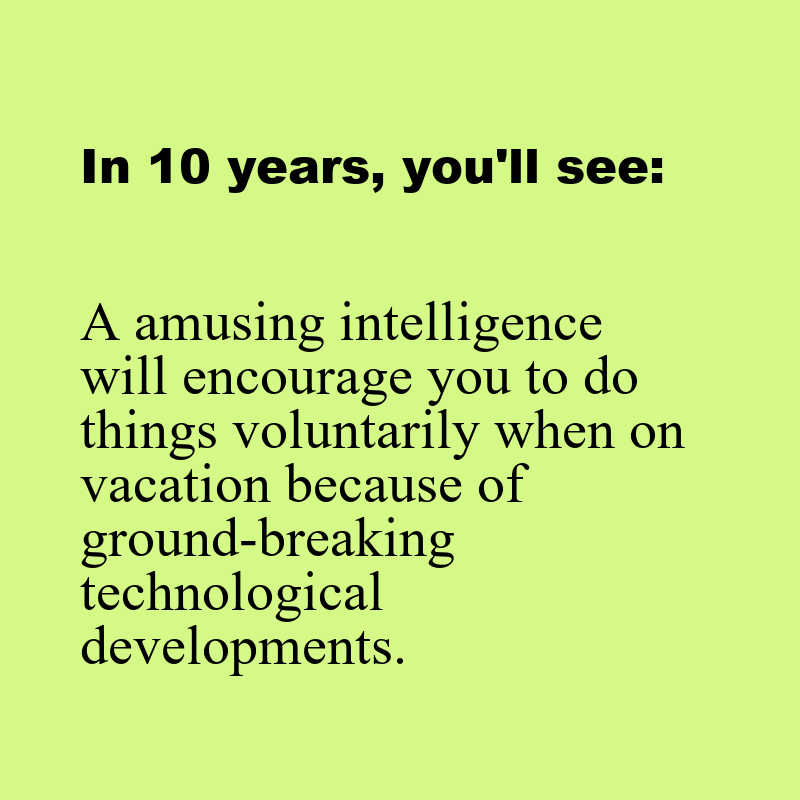 In 10 years, you'll see:
A amusing intelligence
will encourage you to do
things voluntarily when on
vacation because of
ground-breaking
technological
developments.